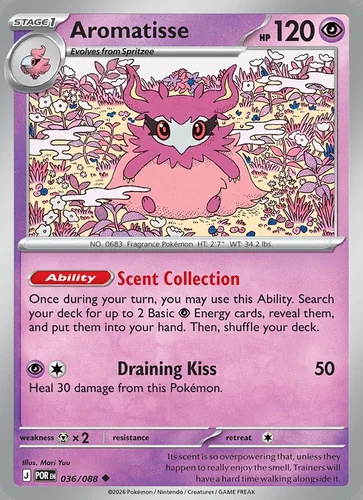 STAGE 1
Aromatisse
HP 120
Evolves from Spritzee
NO. 0683 Fragrance Pokémon HT: 2'7" WT: 34.2 lbs.
Ability Scent Collection
Once during your turn, you may use this Ability. Search
your deck for up to 2 Basic Energy cards, reveal them,
and put them into your hand. Then, shuffle your deck.
Draining Kiss 50
Heal 30 damage from this Pokémon.
weakness ×2 resistance retreat
Illus. Mari Yuu
J POR EN 036/088
Its scent is so overpowering that, unless they
happen to really enjoy the smell, Trainers will
have a hard time walking alongside it.
©2026 Pokémon / Nintendo / Creatures / GAME FREAK